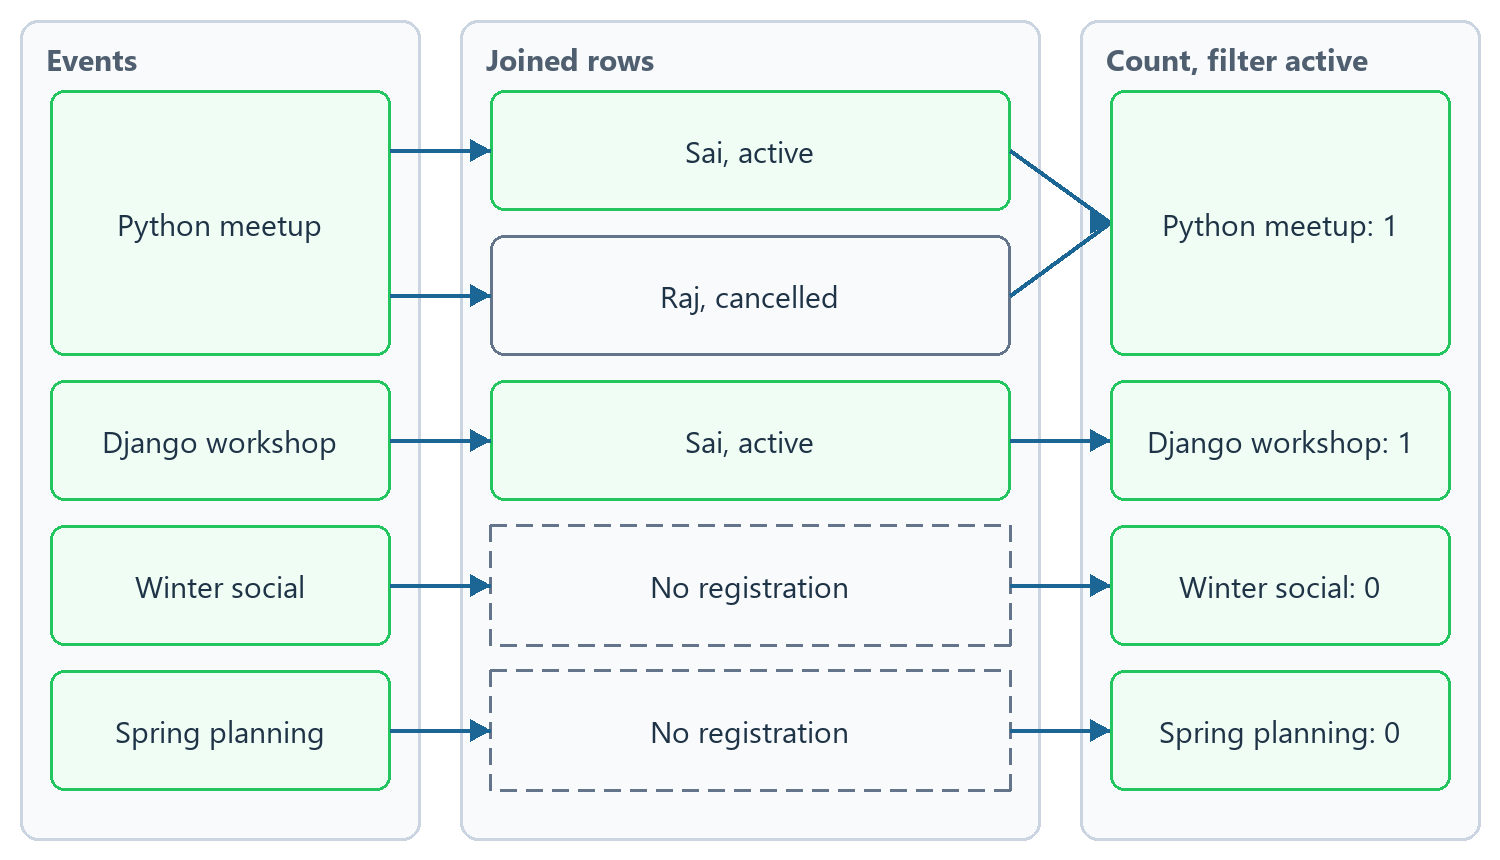 Events
Python meetup
Django workshop
Winter social
Spring planning
Joined rows
Sai, active
Raj, cancelled
Sai, active
No registration
No registration
Count, filter active
Python meetup: 1
Django workshop: 1
Winter social: 0
Spring planning: 0